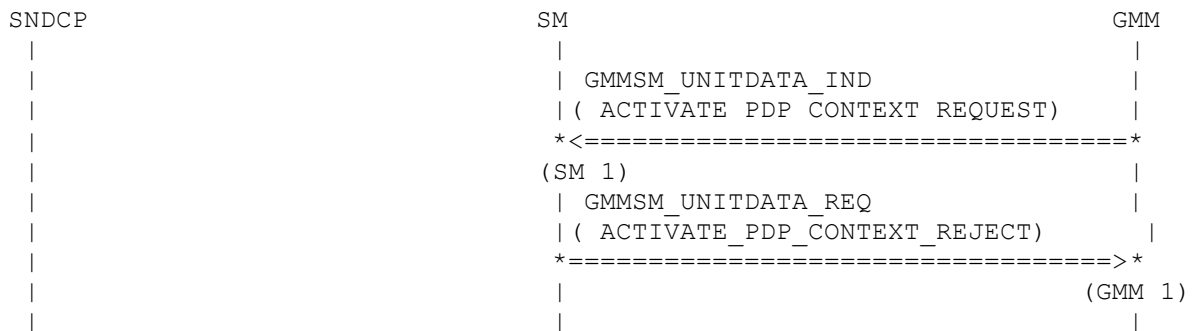 SNDCP SM GMM
| | |
| | GMMSM_UNITDATA_IND |
| |( ACTIVATE PDP CONTEXT REQUEST) |
| *<==================================*
| (SM 1) |
| | GMMSM_UNITDATA_REQ |
| |( ACTIVATE_PDP_CONTEXT_REJECT) |
| *==================================>*
| | (GMM 1)
| | |